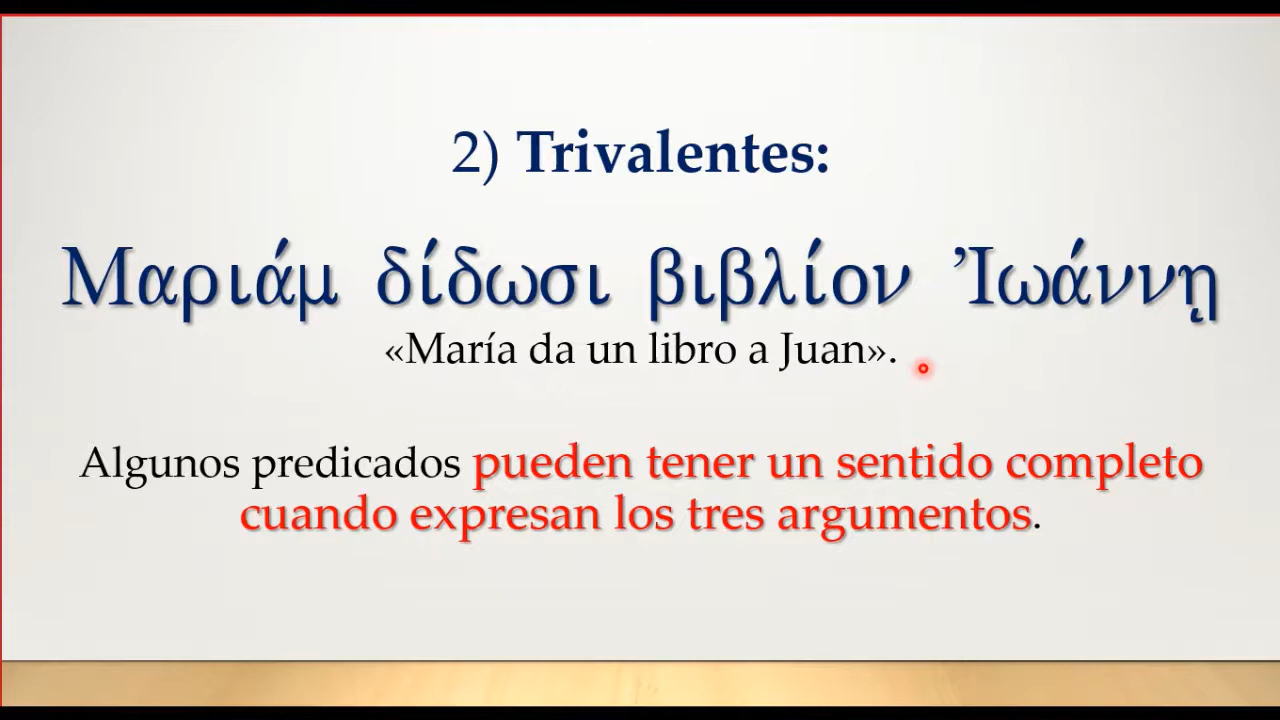 2) Trivalentes:
Μαριάμ δίδωσι βιβλίον Ἰωάννῃ
«María da un libro a Juan».
Algunos predicados pueden tener un sentido completo
cuando expresan los tres argumentos.